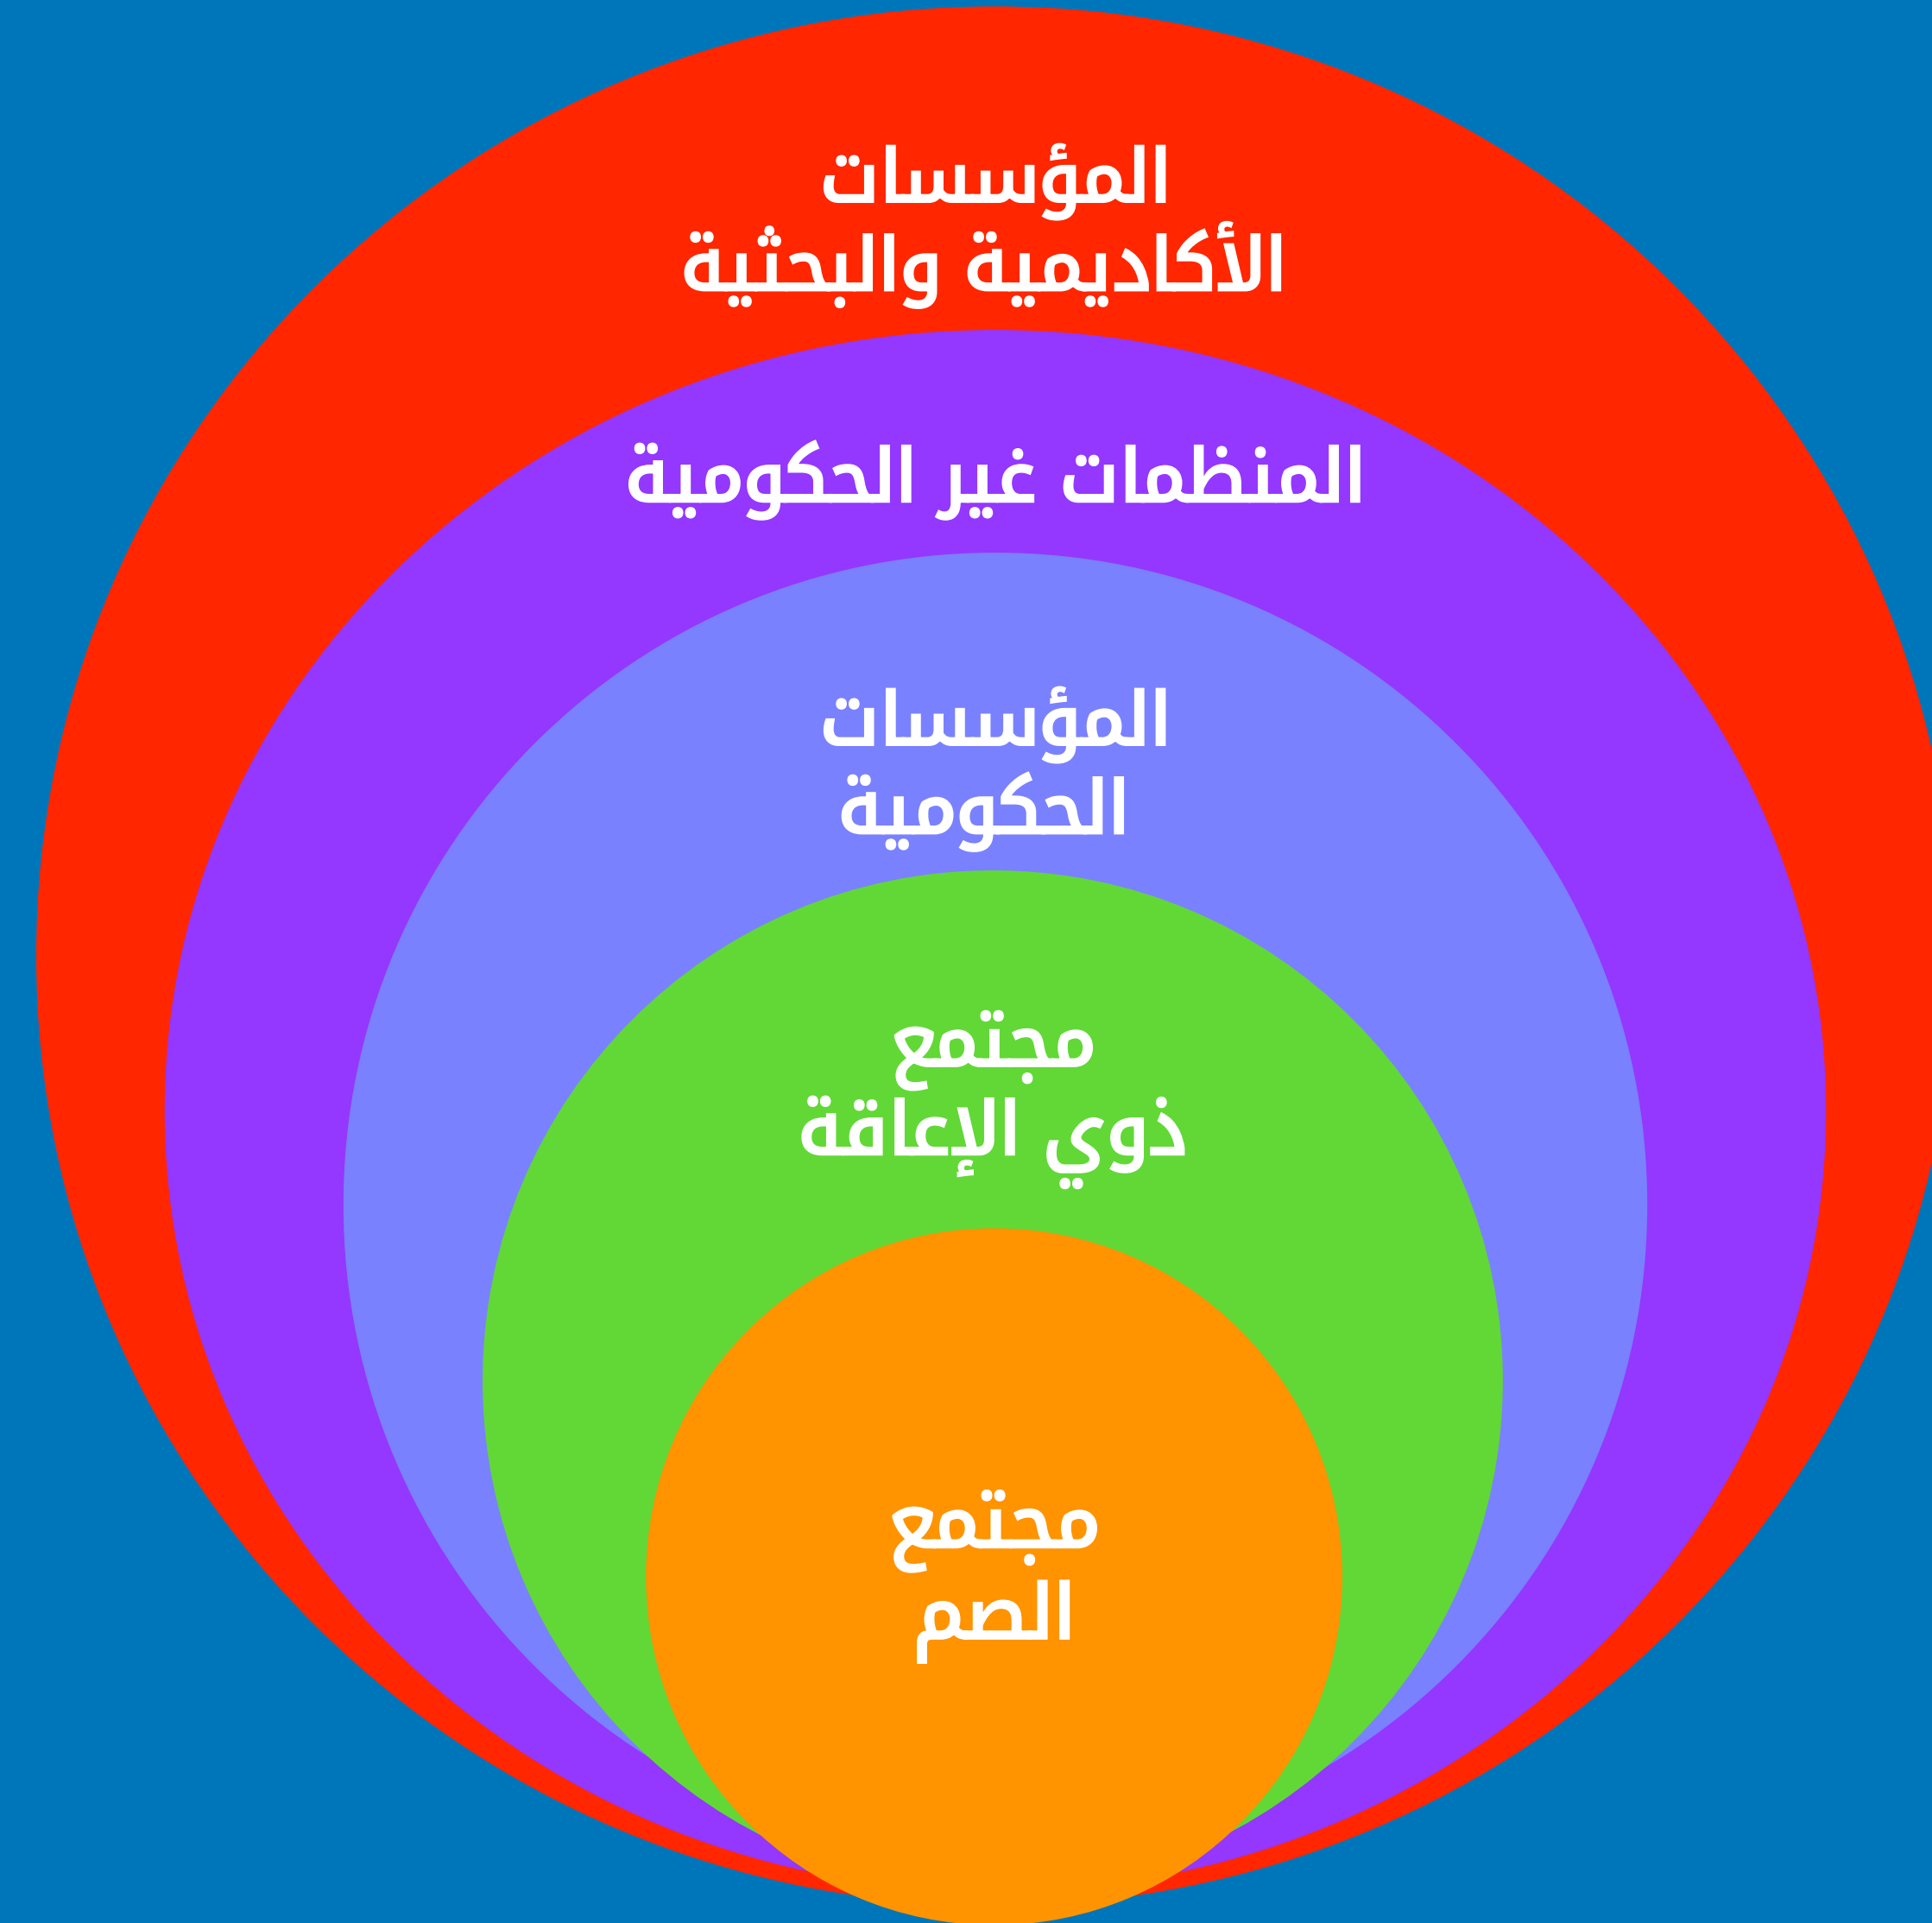 المؤسسات
الأكاديمية والبحثية
المنظمات غير الحكومية
المؤسسات
الحكومية
مجتمع
ذوي الإعاقة
مجتمع
الصم